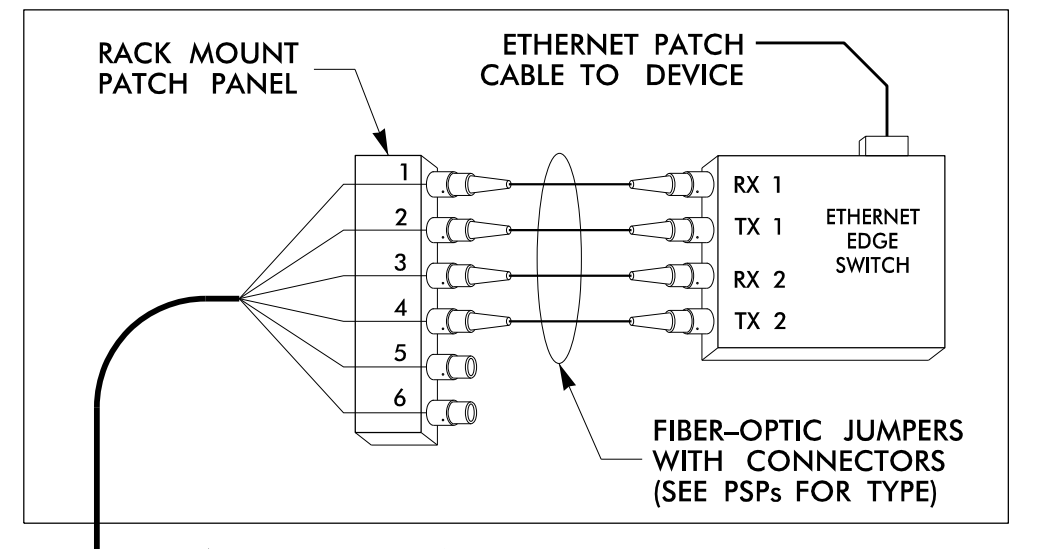 RACK MOUNT
PATCH PANEL
ETHERNET PATCH
CABLE TO DEVICE
1
2
3
4
5
6
RX 1
TX 1
RX 2
TX 2
ETHERNET
EDGE
SWITCH
FIBER–OPTIC JUMPERS
WITH CONNECTORS
(SEE PSPs FOR TYPE)